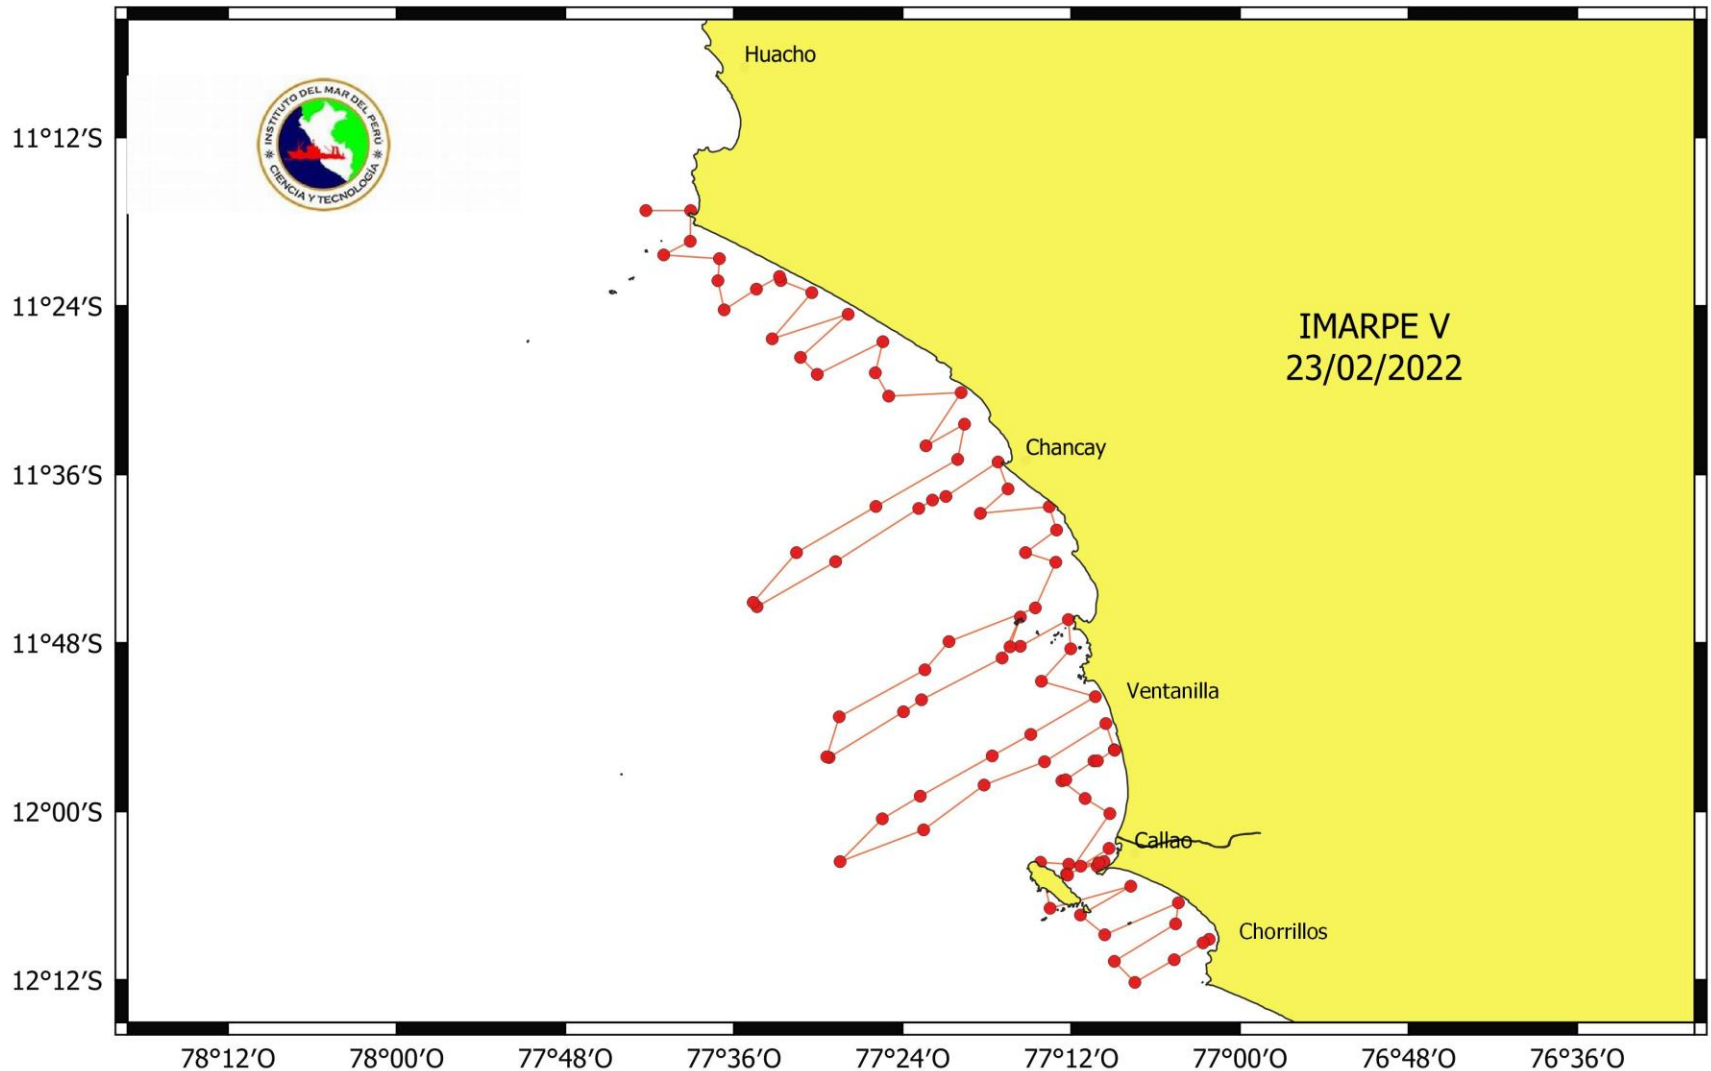 Huacho
INSTITUTO DEL MAR DEL PERÚ
CIENCIA Y TECNOLOGÍA
11°12'S
11°24'S
IMARPE V
23/02/2022
Chancay
11°36'S
11°48'S
Ventanilla
12°00'S
Callao
Chorrillos
12°12'S
78°12'O 78°00'O 77°48'O 77°36'O 77°24'O 77°12'O 77°00'O 76°48'O 76°36'O